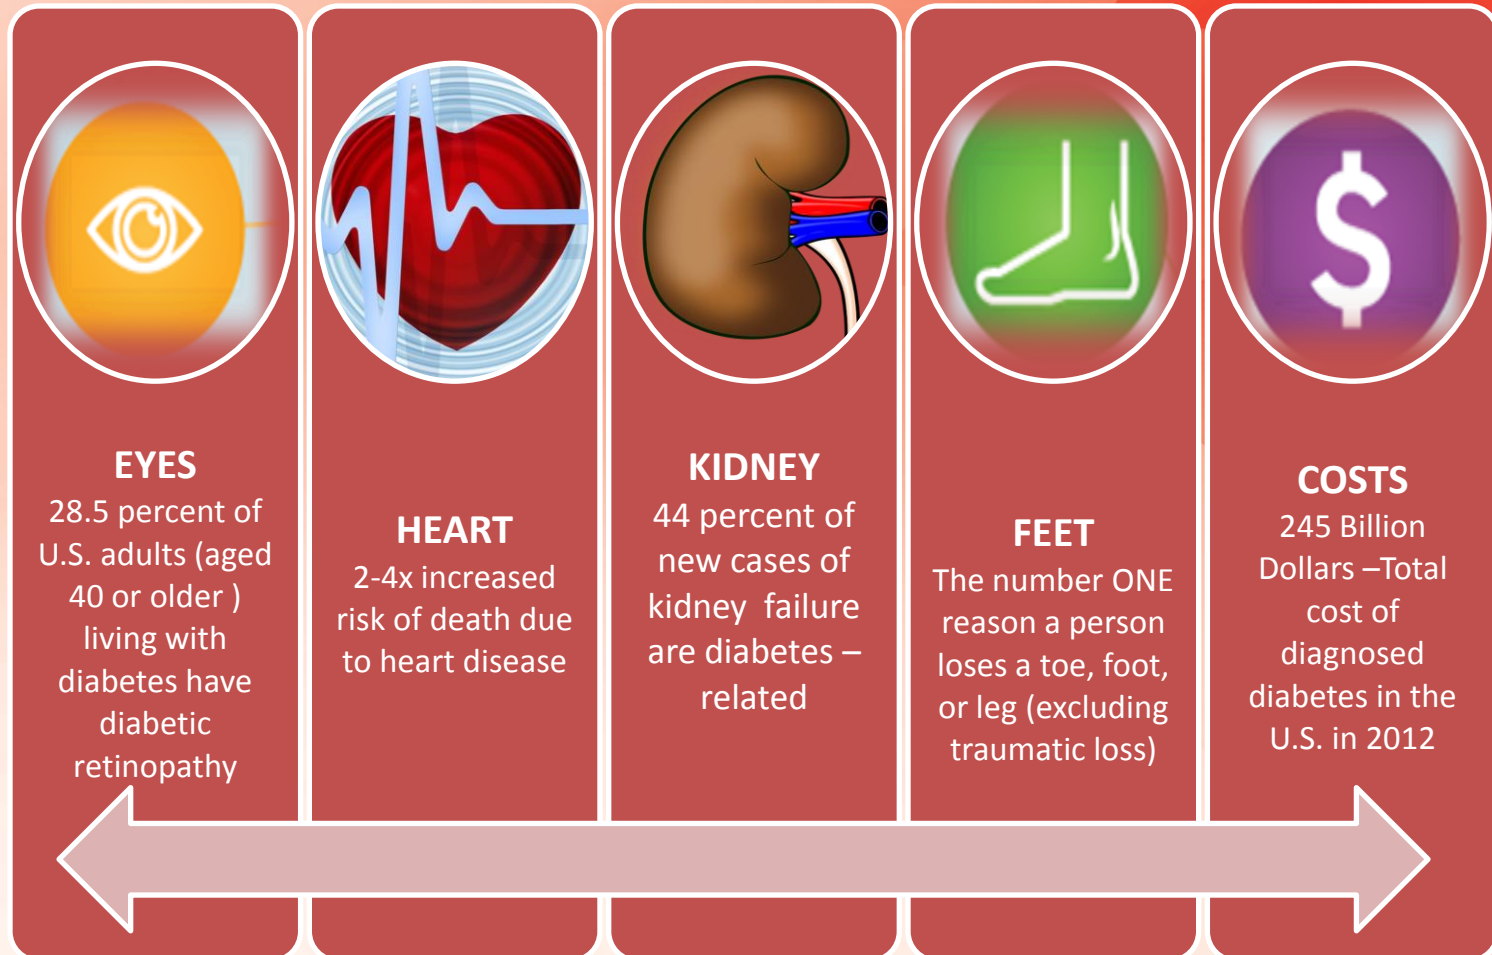 EYES
28.5 percent of
U.S. adults (aged
40 or older )
living with
diabetes have
diabetic
retinopathy
HEART
2-4x increased
risk of death due
to heart disease
KIDNEY
44 percent of
new cases of
kidney  failure
are diabetes –
related
FEET
The number ONE
reason a person
loses a toe, foot,
or leg (excluding
traumatic loss)
$
COSTS
245 Billion
Dollars –Total
cost of
diagnosed
diabetes in the
U.S. in 2012